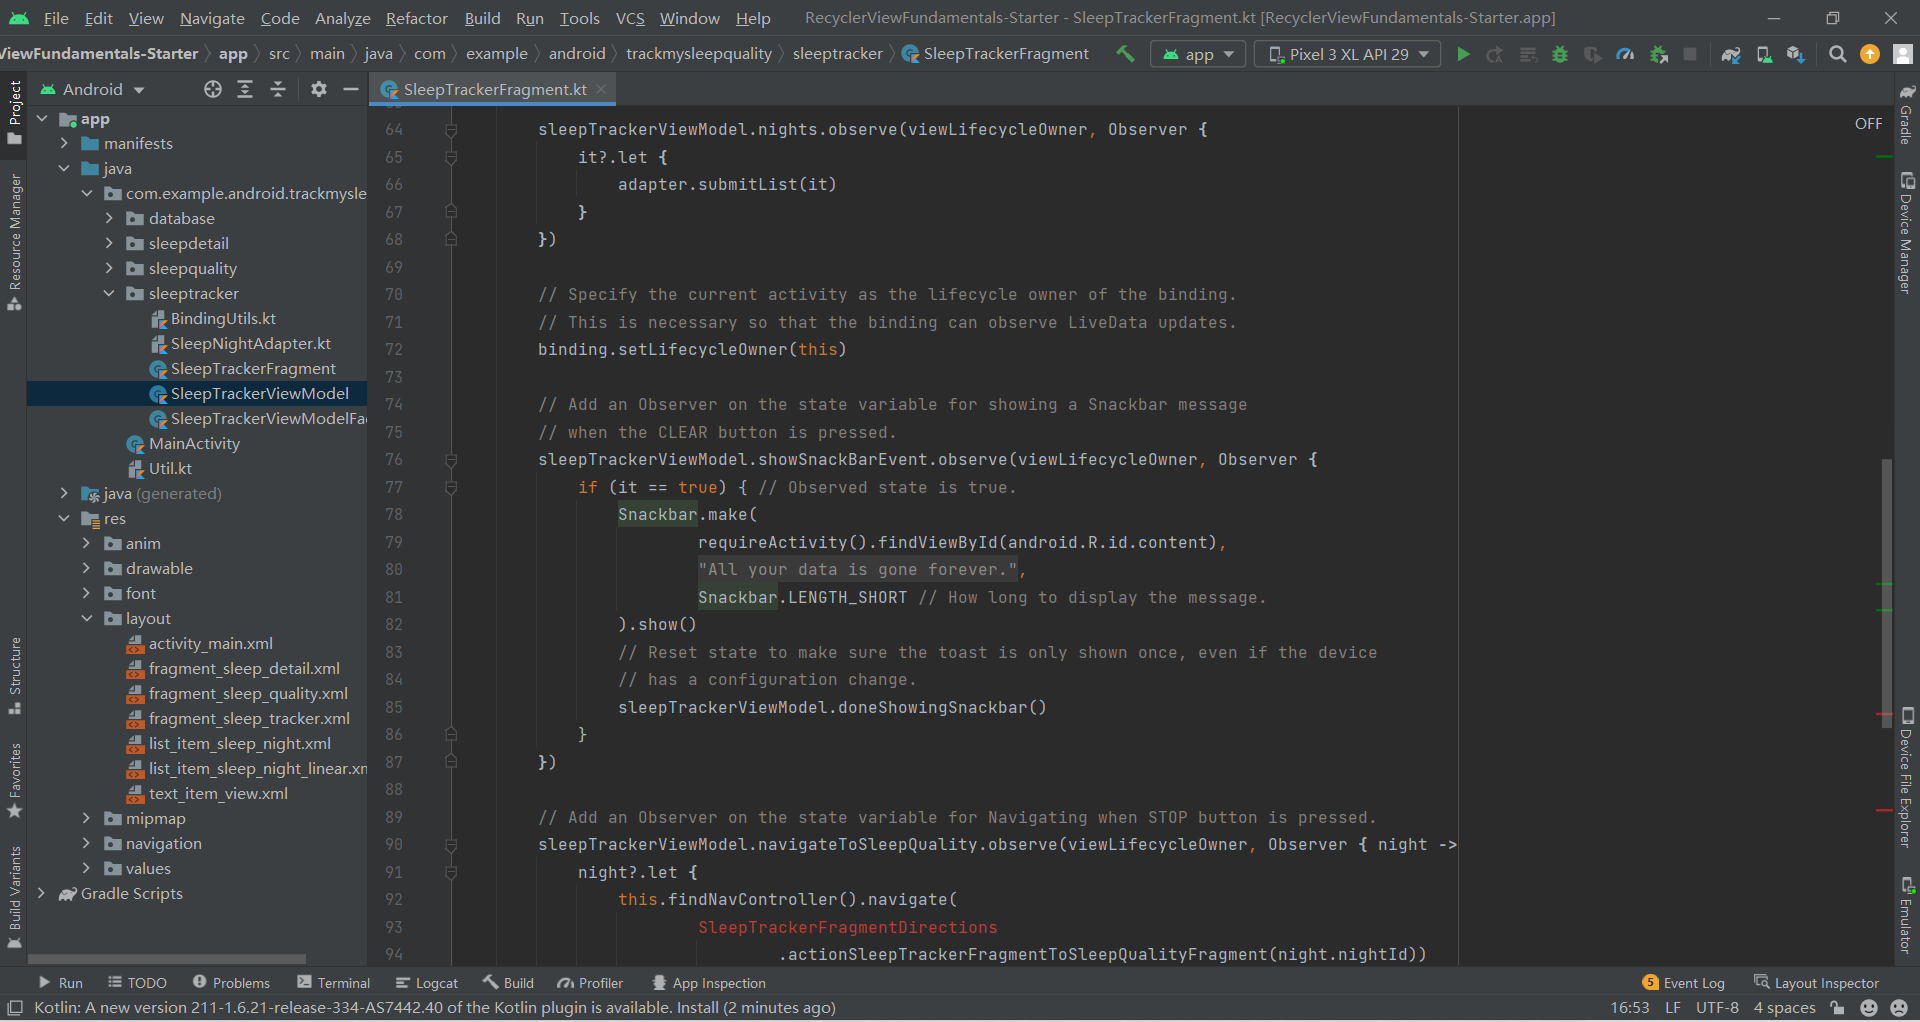 File Edit View Navigate Code Analyze Refactor Build Run Tools VCS Window Help RecyclerViewFundamentals-Starter - SleepTrackerFragment.kt [RecyclerViewFundamentals-Starter.app]
ViewFundamentals-Starter app src main java com example android trackmysleepquality sleeptracker SleepTrackerFragment app Pixel 3 XL API 29
Project
Resource Manager
Structure
Favorites
Build Variants
Android
app
manifests
java
com.example.android.trackmysle
database
sleepdetail
sleepquality
sleeptracker
BindingUtils.kt
SleepNightAdapter.kt
SleepTrackerFragment
SleepTrackerViewModel
SleepTrackerViewModelFa
MainActivity
Util.kt
java (generated)
res
anim
drawable
font
layout
activity_main.xml
fragment_sleep_detail.xml
fragment_sleep_quality.xml
fragment_sleep_tracker.xml
list_item_sleep_night.xml
list_item_sleep_night_linear.xm
text_item_view.xml
mipmap
navigation
values
Gradle Scripts
SleepTrackerFragment.kt
OFF
64 sleepTrackerViewModel.nights.observe(viewLifecycleOwner, Observer {
65 it?.let {
66 adapter.submitList(it)
67 }
68 })
69
70 // Specify the current activity as the lifecycle owner of the binding.
71 // This is necessary so that the binding can observe LiveData updates.
72 binding.setLifecycleOwner(this)
73
74 // Add an Observer on the state variable for showing a Snackbar message
75 // when the CLEAR button is pressed.
76 sleepTrackerViewModel.showSnackBarEvent.observe(viewLifecycleOwner, Observer {
77 if (it == true) { // Observed state is true.
78 Snackbar.make(
79 requireActivity().findViewById(android.R.id.content),
80 "All your data is gone forever.",
81 Snackbar.LENGTH_SHORT // How long to display the message.
82 ).show()
83 // Reset state to make sure the toast is only shown once, even if the device
84 // has a configuration change.
85 sleepTrackerViewModel.doneShowingSnackbar()
86 }
87 })
88
89 // Add an Observer on the state variable for Navigating when STOP button is pressed.
90 sleepTrackerViewModel.navigateToSleepQuality.observe(viewLifecycleOwner, Observer { night ->
91 night?.let {
92 this.findNavController().navigate(
93 SleepTrackerFragmentDirections
94 .actionSleepTrackerFragmentToSleepQualityFragment(night.nightId))
Gradle
Device Manager
Device File Explorer
Emulator
Run TODO Problems Terminal Logcat Build Profiler App Inspection 5 Event Log Layout Inspector
Kotlin: A new version 211-1.6.21-release-334-AS7442.40 of the Kotlin plugin is available. Install (2 minutes ago) 16:53 LF UTF-8 4 spaces